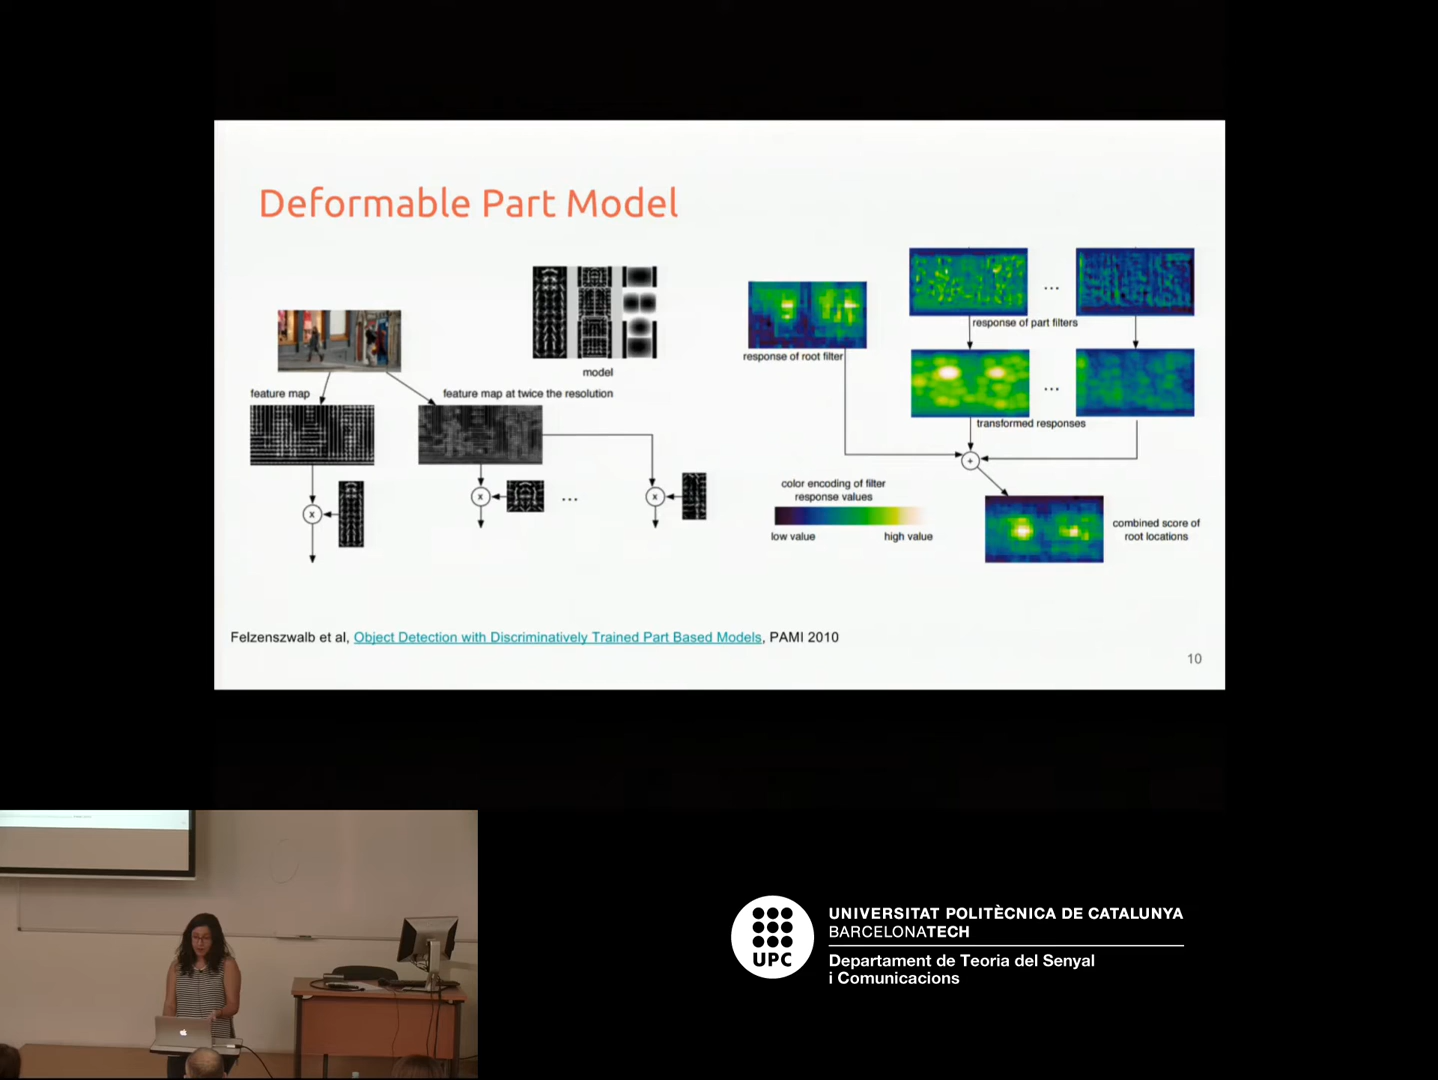 Deformable Part Model
model
feature map
feature map at twice the resolution
x
x
...
x
response of root filter
...
response of part filters
...
transformed responses
+
color encoding of filter
response values
low value
high value
combined score of
root locations
Felzenszwalb et al, Object Detection with Discriminatively Trained Part Based Models, PAMI 2010
10
UPC
UNIVERSITAT POLITÈCNICA DE CATALUNYA
BARCELONATECH
Departament de Teoria del Senyal
i Comunicacions